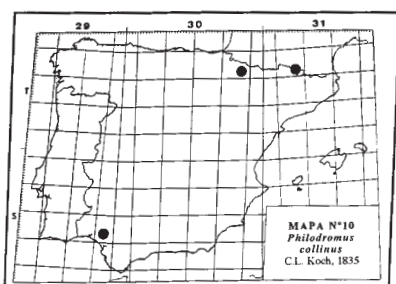 29 30 31
T
S
MAPA N°10
Philodromus
collinus
C.L. Koch, 1835